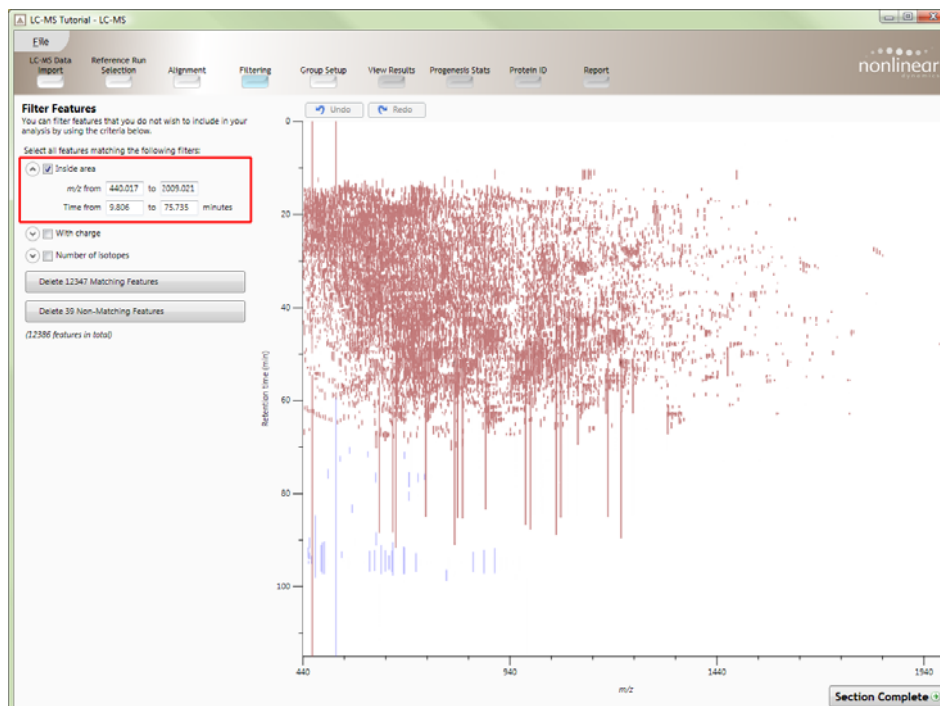 LC-MS Tutorial - LC-MS
File
LC-MS Data Import
Reference Run Selection
Alignment
Filtering
Group Setup
View Results
Progenesis Stats
Protein ID
Report
nonlinear
dynamics
Filter Features
You can filter features that you do not wish to include in your
analysis by using the criteria below.
Select all features matching the following filters:
Inside area
m/z from 440.017 to 2009.021
Time from 9.806 to 75.735 minutes
With charge
Number of isotopes
Delete 12347 Matching Features
Delete 39 Non-Matching Features
(12386 features in total)
Undo Redo
0
20
40
60
80
100
Retention time (min)
440 940 1440 1940
m/z
Section Complete